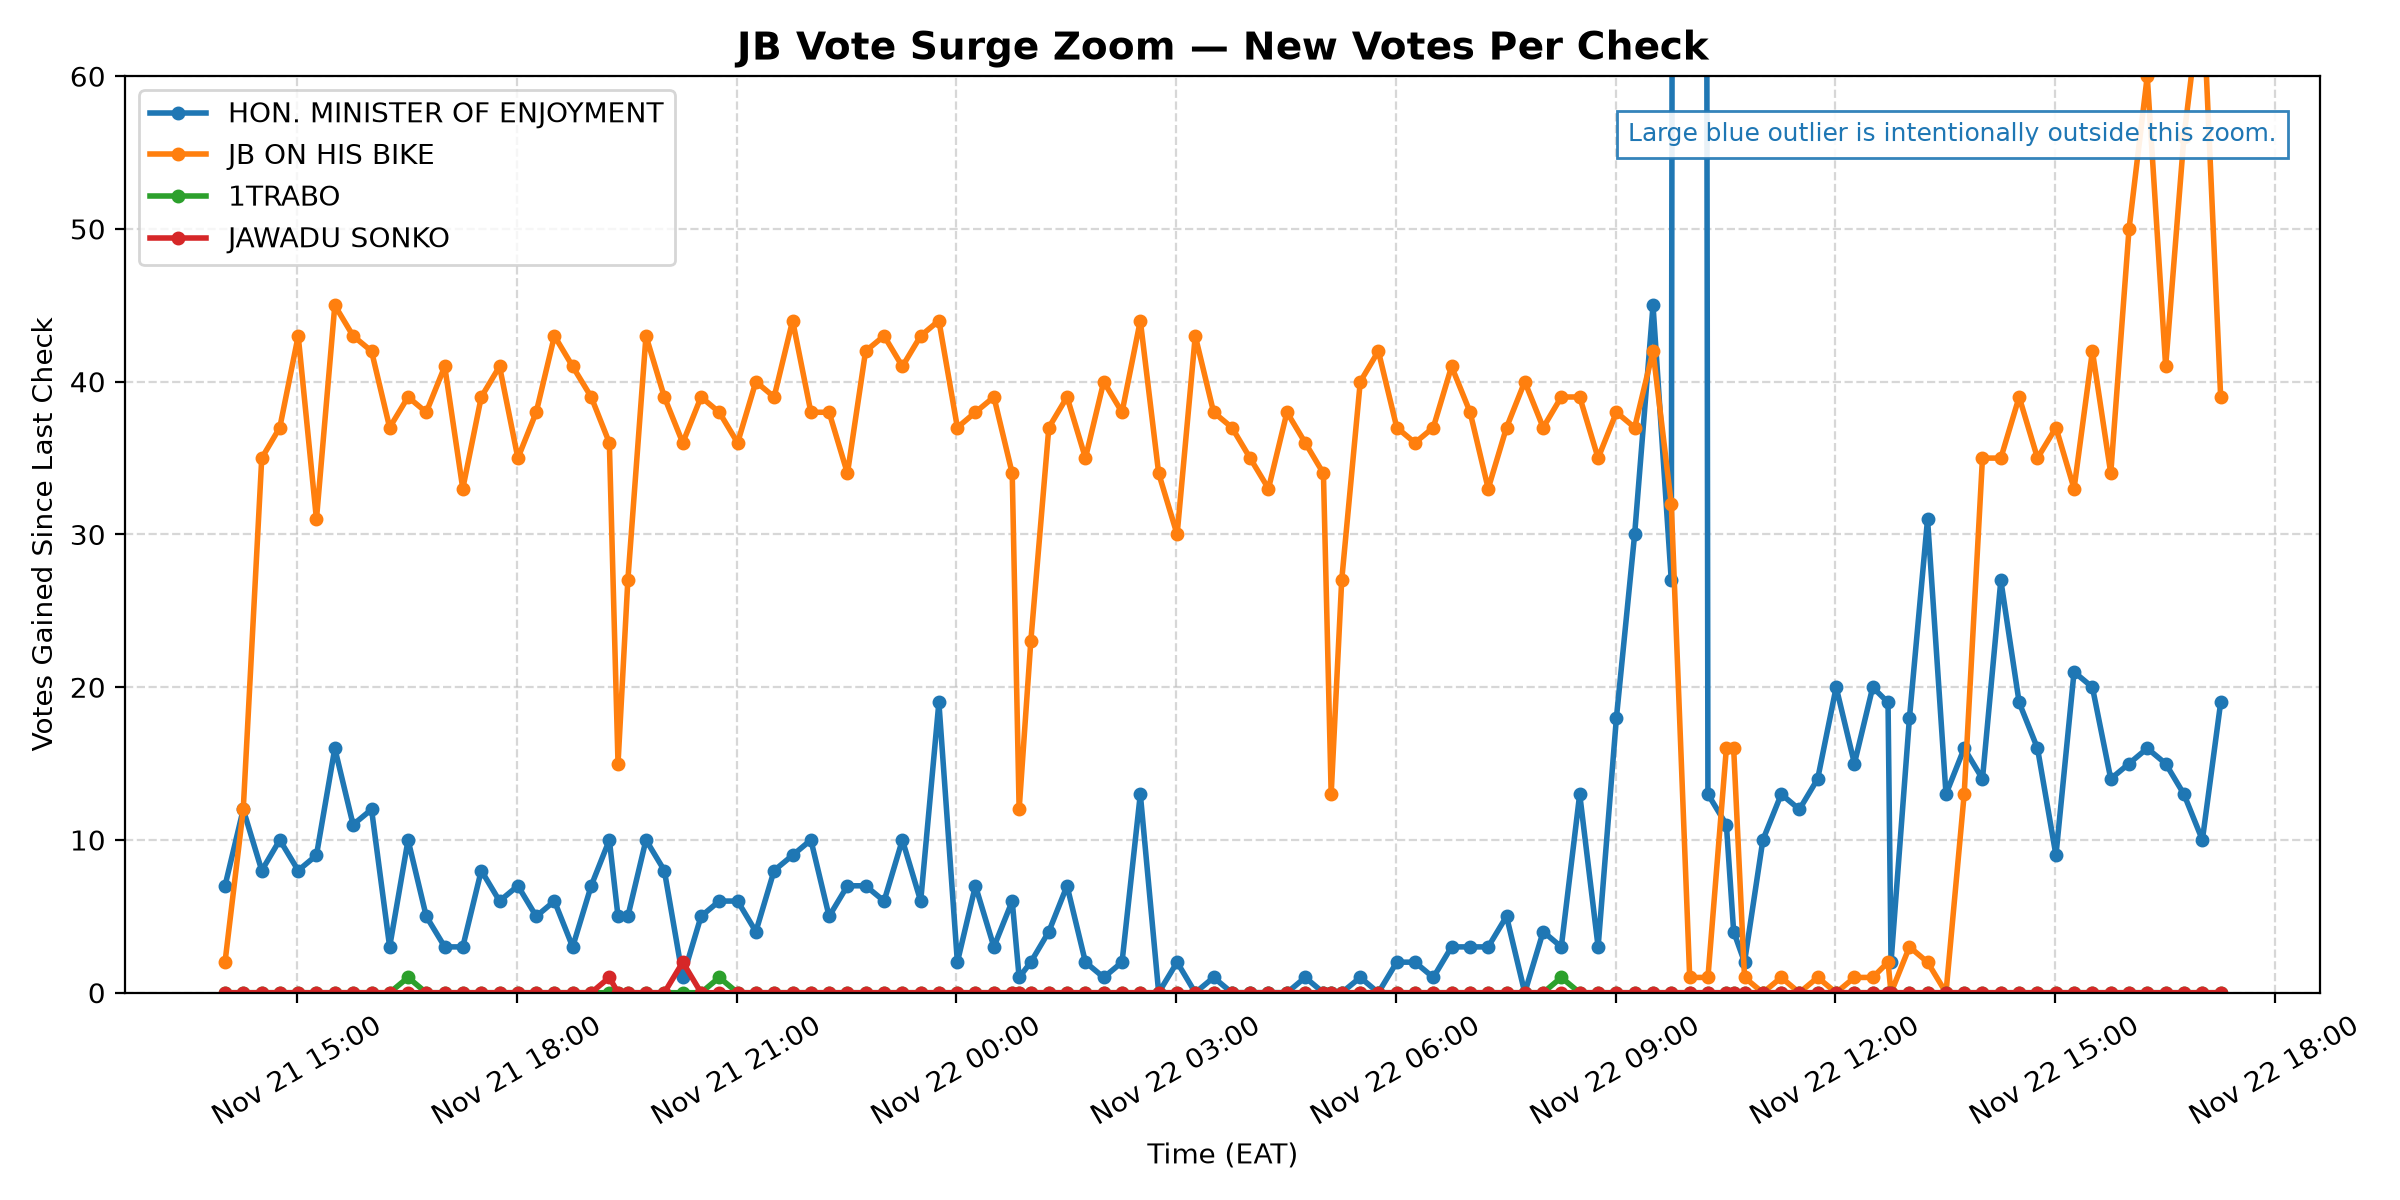 JB Vote Surge Zoom — New Votes Per Check
HON. MINISTER OF ENJOYMENT
JB ON HIS BIKE
1TRABO
JAWADU SONKO
Large blue outlier is intentionally outside this zoom.
Votes Gained Since Last Check
60
50
40
30
20
10
0
Nov 21 15:00
Nov 21 18:00
Nov 21 21:00
Nov 22 00:00
Nov 22 03:00
Nov 22 06:00
Nov 22 09:00
Nov 22 12:00
Nov 22 15:00
Nov 22 18:00
Time (EAT)